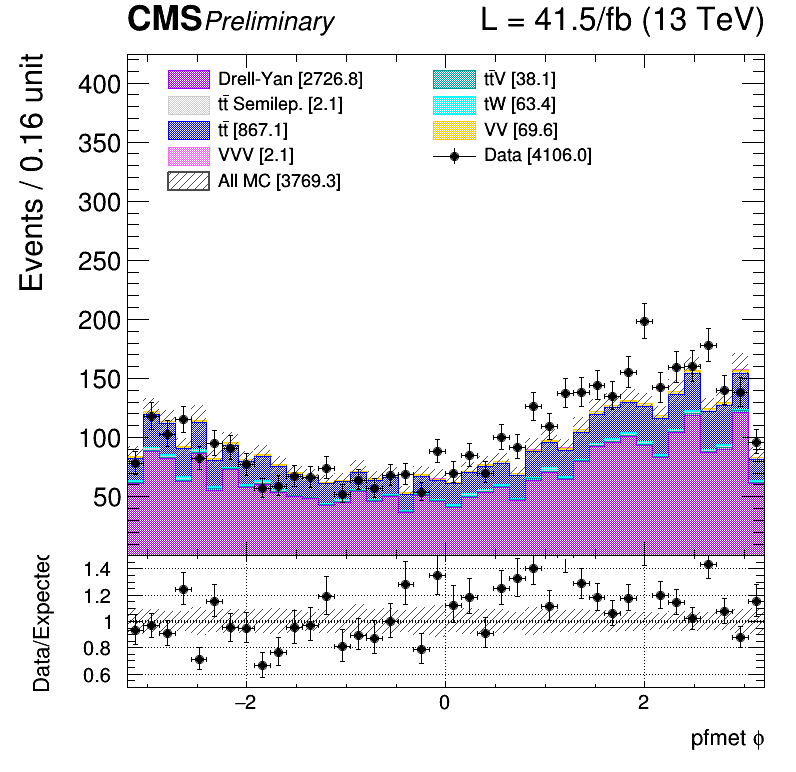 CMS Preliminary L = 41.5/fb (13 TeV)
Events / 0.16 unit
400
350
300
250
200
150
100
50
Drell-Yan [2726.8]
tt̄ Semilep. [2.1]
tt̄ [867.1]
VVV [2.1]
All MC [3769.3]
tt̄V [38.1]
tW [63.4]
VV [69.6]
Data [4106.0]
Data/Expected
1.4
1.2
1
0.8
0.6
−2 0 2
pfmet ϕ